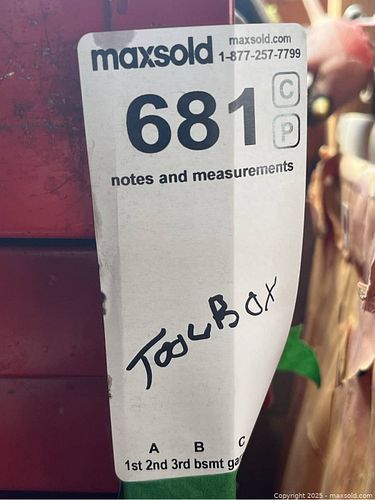 maxsold maxsold.com
1-877-257-7799
681 C
P
notes and measurements
TOOLBOX
A B C
1st 2nd 3rd bsmt ga
Copyright 2025 - maxsold.com